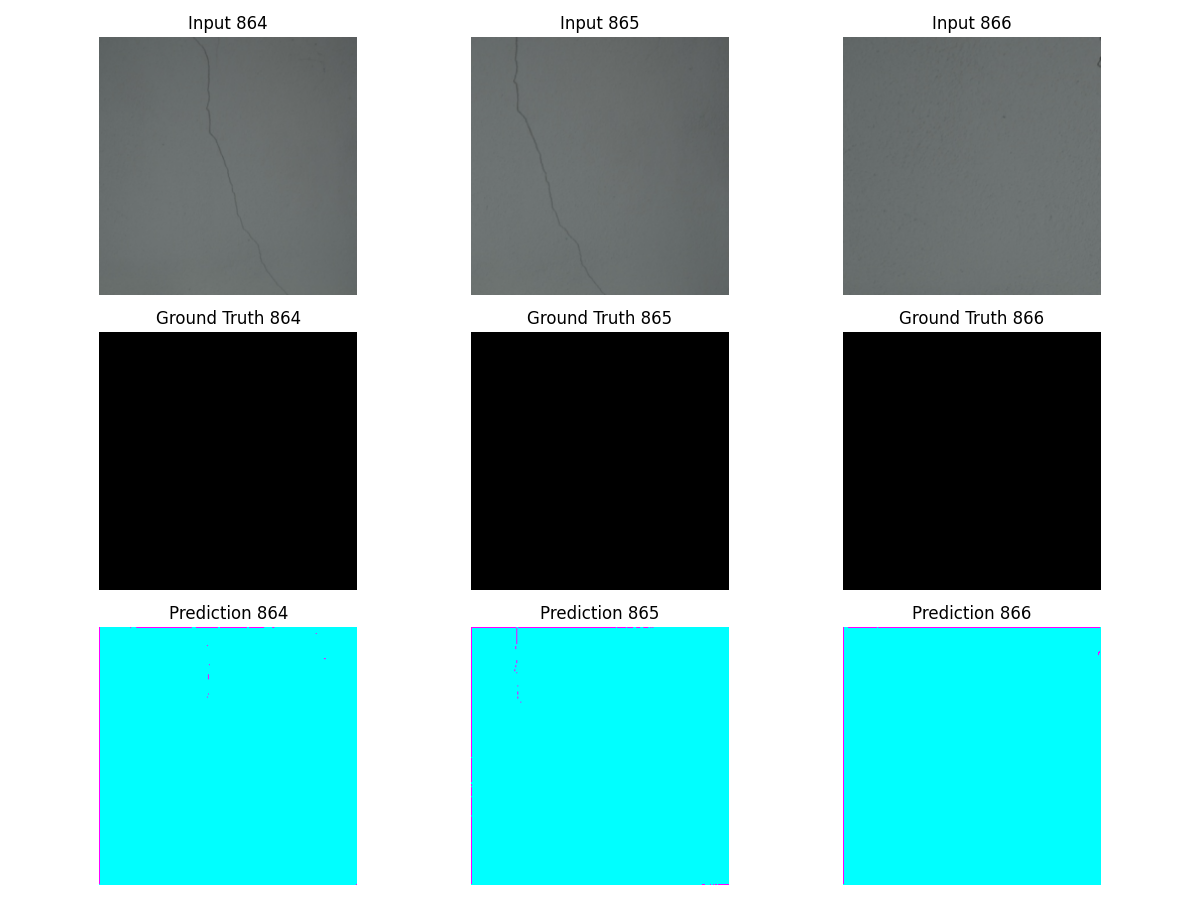 Input 864
Input 865
Input 866
Ground Truth 864
Ground Truth 865
Ground Truth 866
Prediction 864
Prediction 865
Prediction 866